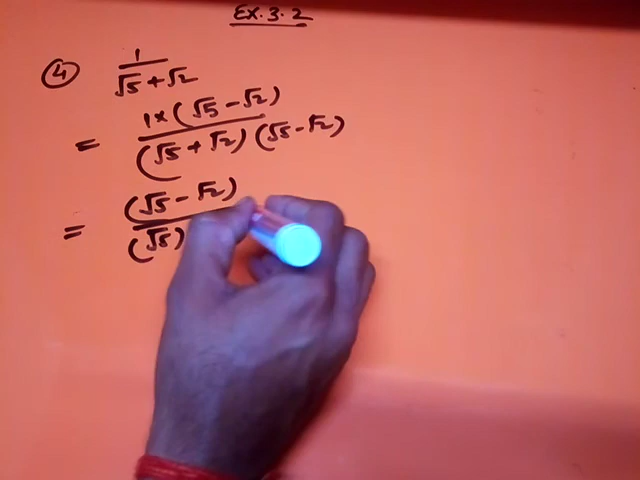 Ex. 3. 2
④ 1/(√5 + √2)
= 1 × (√5 - √2)/(√5 + √2) (√5 - √2)
= (√5 - √2)/(√5)